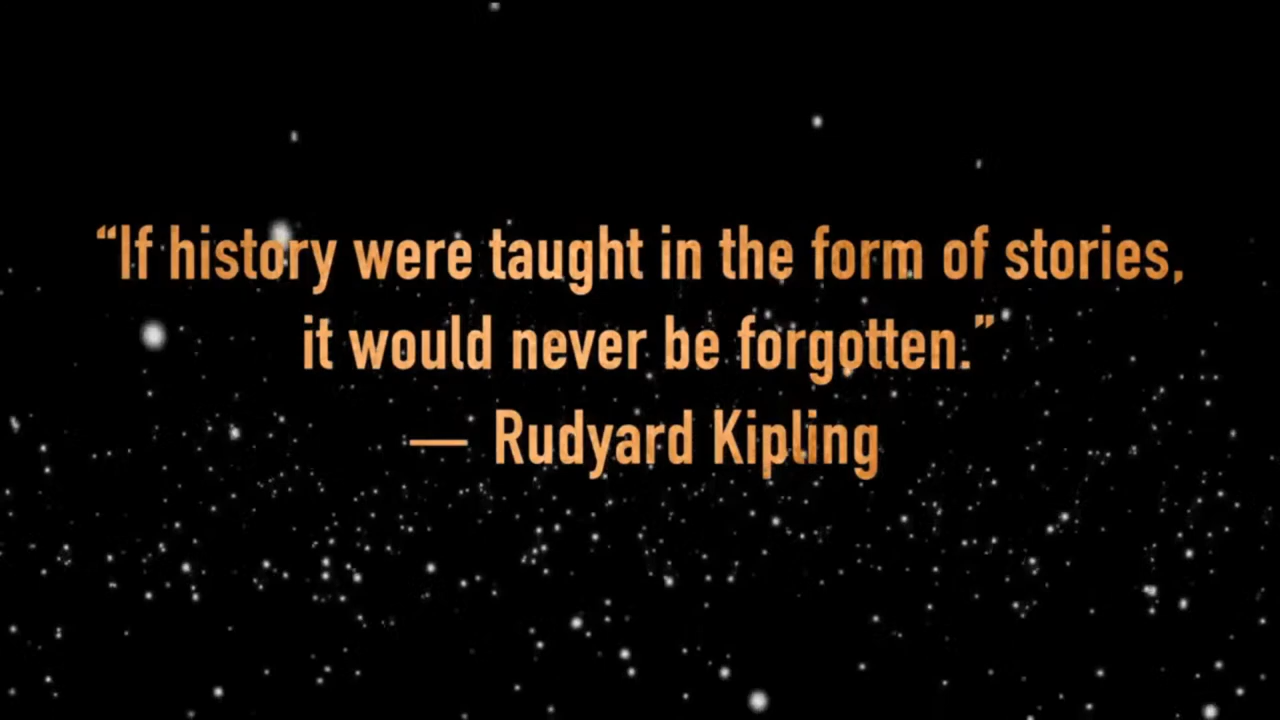 “If history were taught in the form of stories,
it would never be forgotten.”
— Rudyard Kipling